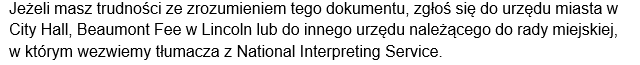 Jeżeli masz trudności ze zrozumieniem tego dokumentu, zgłoś się do urzędu miasta w
City Hall, Beaumont Fee w Lincoln lub do innego urzędu należącego do rady miejskiej,
w którym wezwiemy tłumacza z National Interpreting Service.